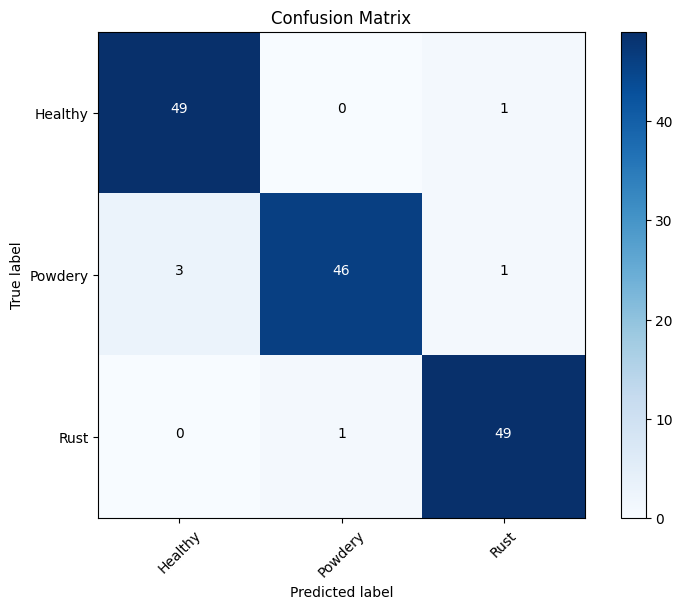 Confusion Matrix
True label
Healthy
Powdery
Rust
49 0 1
3 46 1
0 1 49
Healthy Powdery Rust
Predicted label
40
30
20
10
0